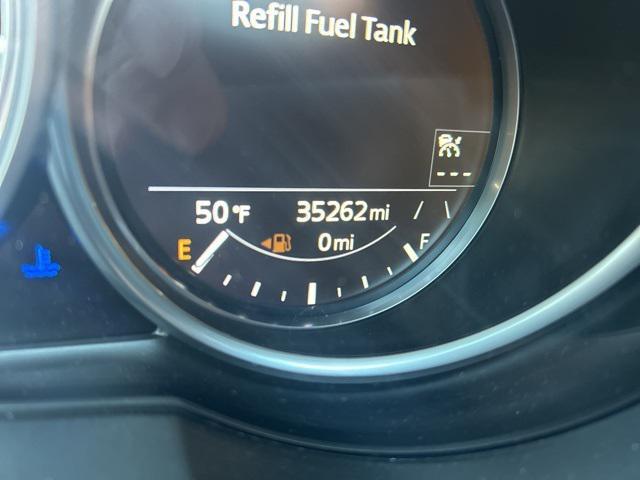 Refill Fuel Tank
---
50°F 35262mi
E 0mi F